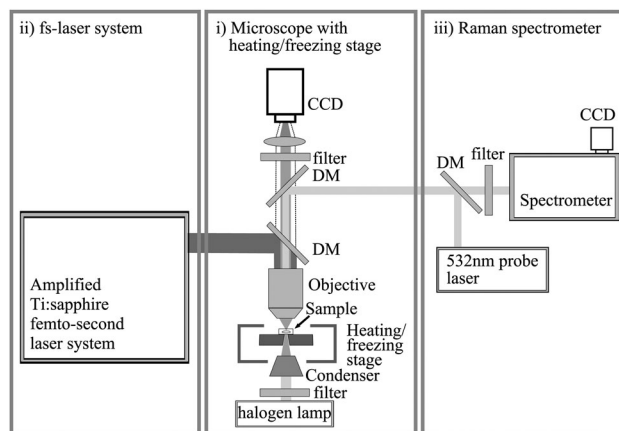 ii) fs-laser system
Amplified
Ti:sapphire
femto-second
laser system
i) Microscope with
heating/freezing stage
CCD
filter
DM
DM
Objective
Sample
Heating/
freezing
stage
Condenser
filter
halogen lamp
iii) Raman spectrometer
CCD
DM
filter
Spectrometer
532nm probe
laser